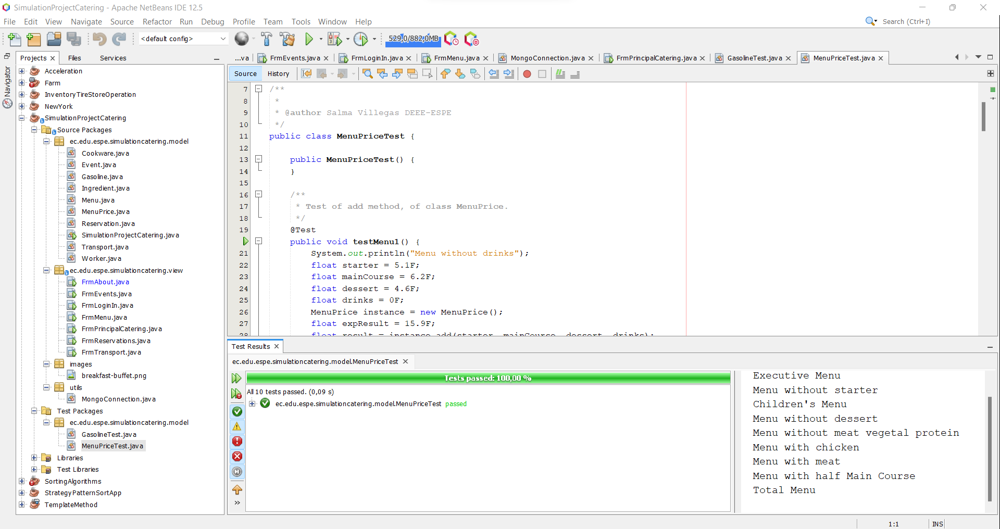 SimulationProjectCatering - Apache NetBeans IDE 12.5
File Edit View Navigate Source Refactor Run Debug Profile Team Tools Window Help
Search (Ctrl+I)
<default config>
529,0/882,0MB
Projects Files Services
Navigator
Acceleration
Farm
InventoryTireStoreOperation
NewYork
SimulationProjectCatering
Source Packages
ec.edu.espe.simulationcatering.model
Cookware.java
Event.java
Gasoline.java
Ingredient.java
Menu.java
MenuPrice.java
Reservation.java
SimulationProjectCatering.java
Transport.java
Worker.java
ec.edu.espe.simulationcatering.view
FrmAbout.java
FrmEvents.java
FrmLoginIn.java
FrmMenu.java
FrmPrincipalCatering.java
FrmReservations.java
FrmTransport.java
images
breakfast-buffet.png
utils
MongoConnection.java
Test Packages
ec.edu.espe.simulationcatering.model
GasolineTest.java
MenuPriceTest.java
Libraries
Test Libraries
SortingAlgorithms
StrategyPatternSortApp
TemplateMethod
...va FrmEvents.java FrmLoginIn.java FrmMenu.java MongoConnection.java FrmPrincipalCatering.java GasolineTest.java MenuPriceTest.java
Source History
7 /**
8 *
9 * @author Salma Villegas DEEE-ESPE
10 */
11 public class MenuPriceTest {
12
13 public MenuPriceTest() {
14 }
15
16 /**
17 * Test of add method, of class MenuPrice.
18 */
19 @Test
public void testMenu1() {
21 System.out.println("Menu without drinks");
22 float starter = 5.1F;
23 float mainCourse = 6.2F;
24 float dessert = 4.6F;
25 float drinks = 0F;
26 MenuPrice instance = new MenuPrice();
27 float expResult = 15.9F;
28 float result = instance.add(starter, mainCourse, dessert, drinks);
Test Results
ec.edu.espe.simulationcatering.model.MenuPriceTest
Tests passed: 100,00 %
All 10 tests passed. (0,09 s)
ec.edu.espe.simulationcatering.model.MenuPriceTest passed
Executive Menu
Menu without starter
Children's Menu
Menu without dessert
Menu without meat vegetal protein
Menu with chicken
Menu with meat
Menu with half Main Course
Total Menu
1:1 INS